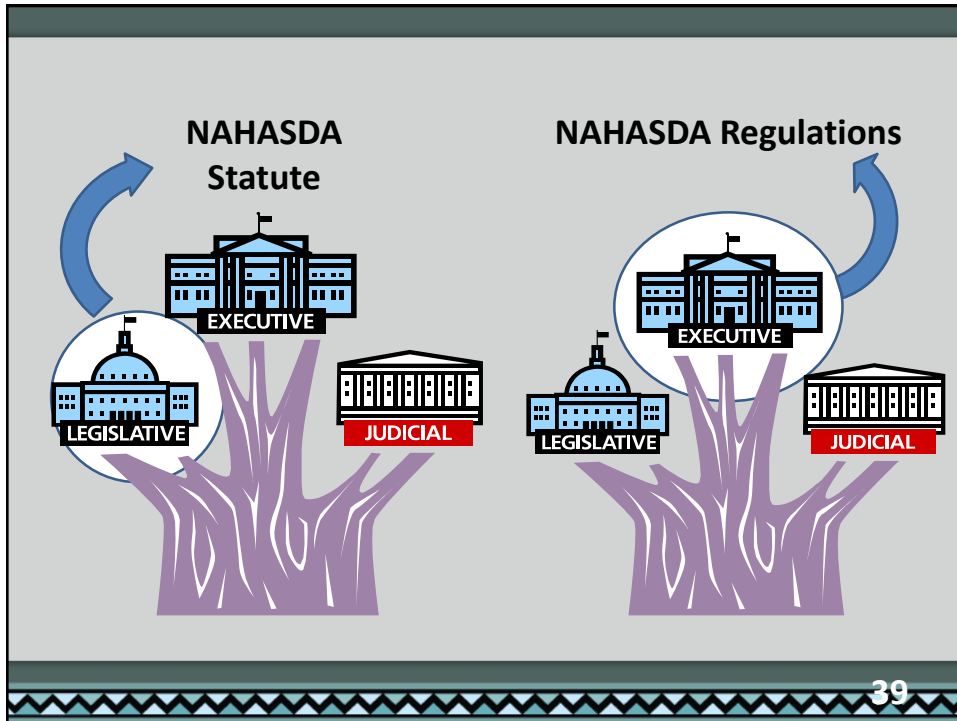 NAHASDA
Statute
EXECUTIVE
LEGISLATIVE
JUDICIAL
NAHASDA Regulations
EXECUTIVE
LEGISLATIVE
JUDICIAL
39